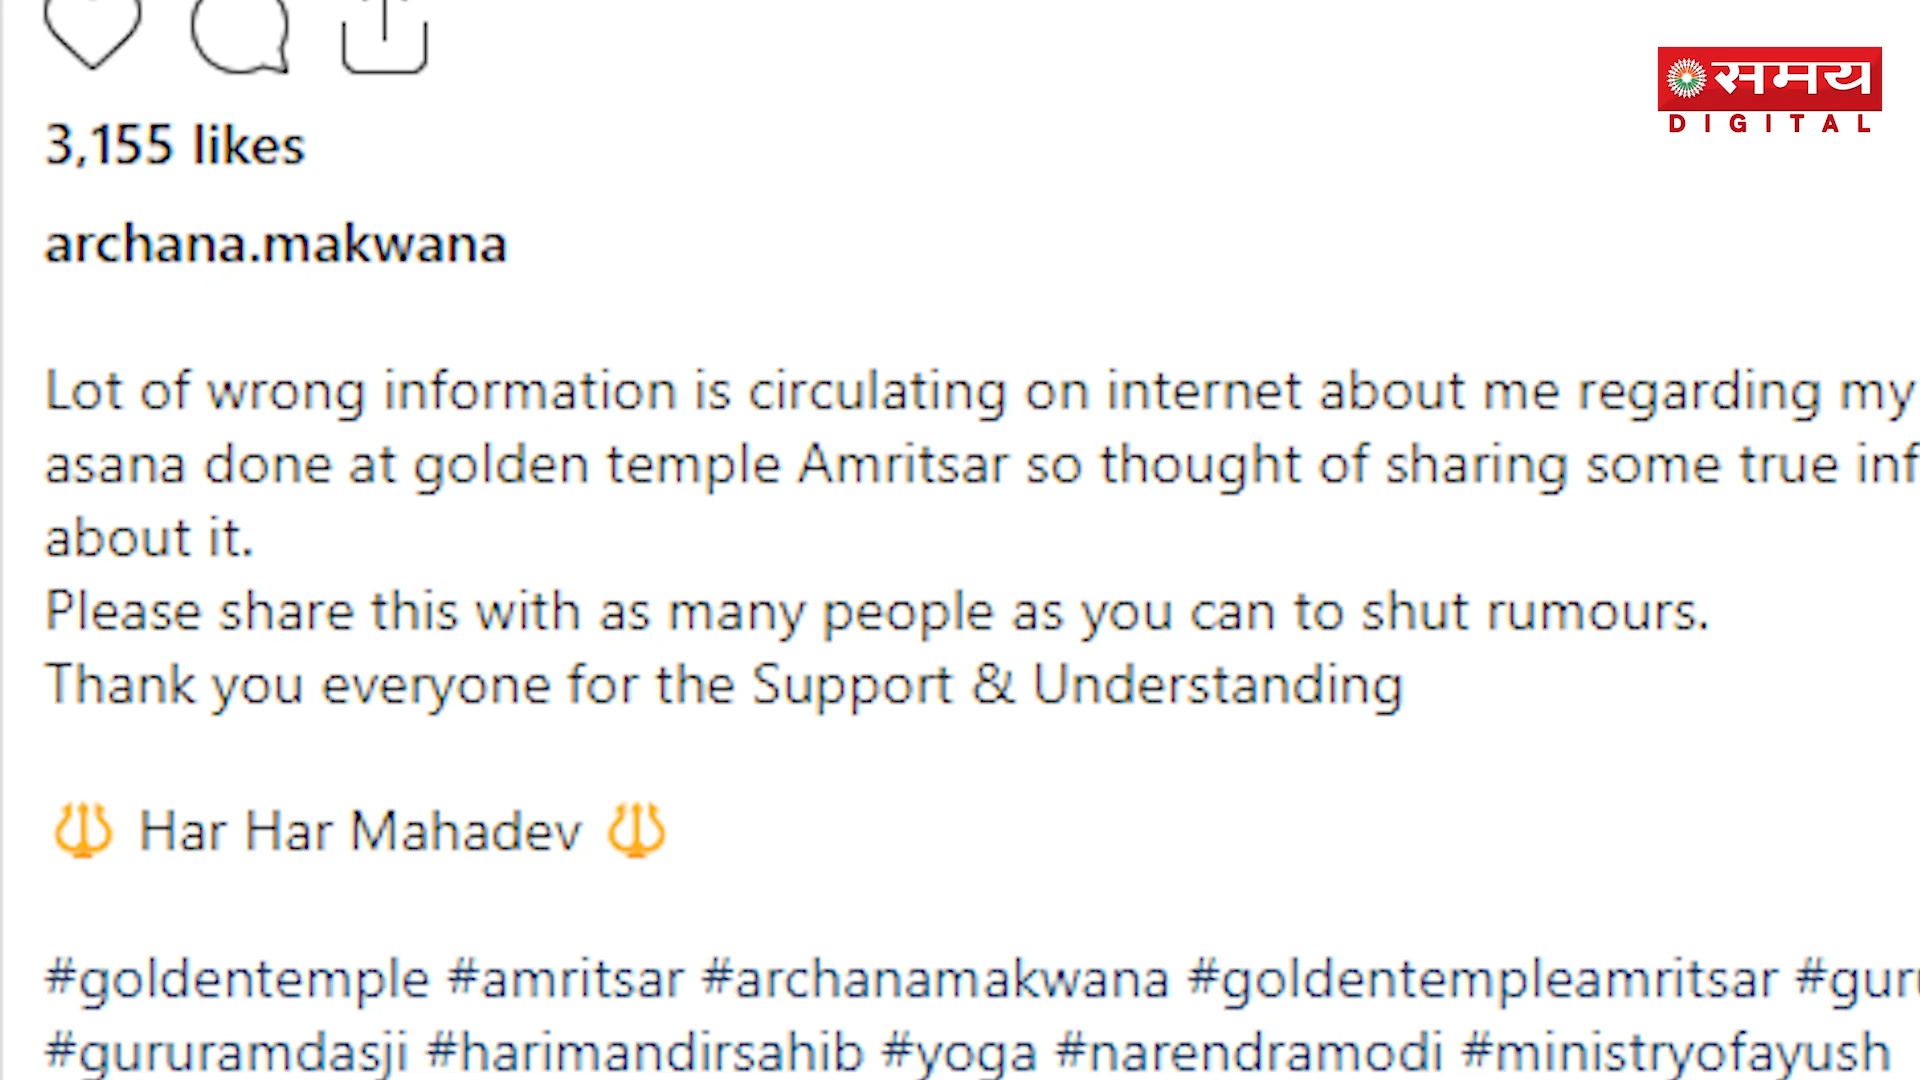 समय
DIGITAL
3,155 likes
archana.makwana
Lot of wrong information is circulating on internet about me regarding my
asana done at golden temple Amritsar so thought of sharing some true inf
about it.
Please share this with as many people as you can to shut rumours.
Thank you everyone for the Support & Understanding
🔱 Har Har Mahadev 🔱
#goldentemple #amritsar #archanamakwana #goldentempleamritsar #guru
#gururamdasji #harimandirsahib #yoga #narendramodi #ministryofayush